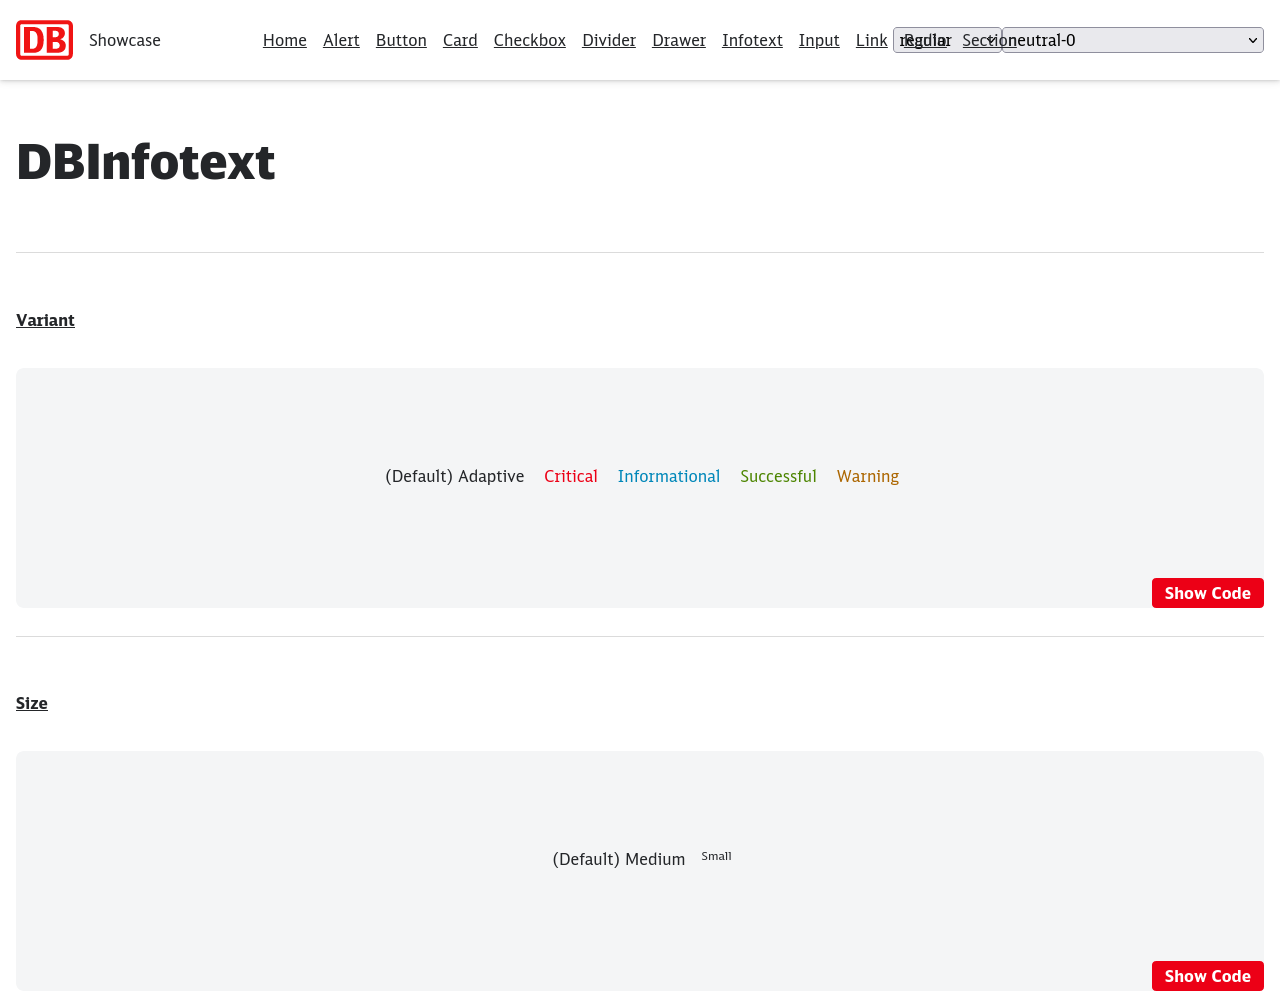 DB Showcase Home Alert Button Card Checkbox Divider Drawer Infotext Input Link Radio Section regular neutral-0
DBInfotext
Variant
(Default) Adaptive Critical Informational Successful Warning
Show Code
Size
(Default) Medium Small
Show Code